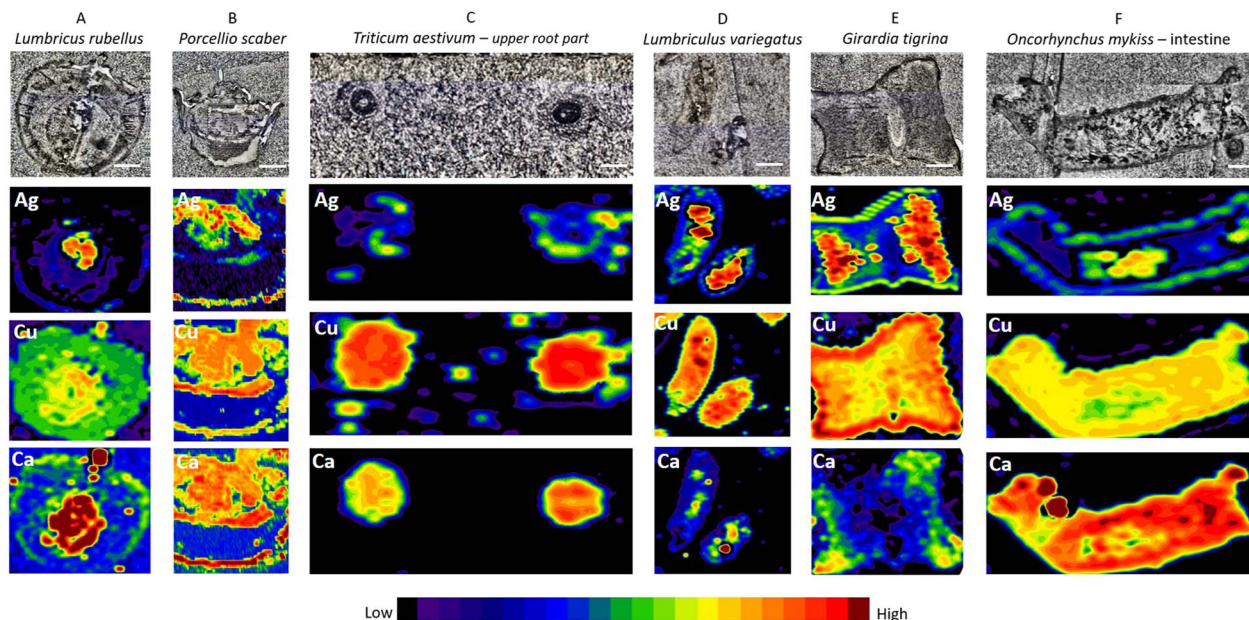 A
B
C
D
E
F
Lumbricus rubellus
Porcellio scaber
Triticum aestivum – upper root part
Lumbriculus variegatus
Girardia tigrina
Oncorhynchus mykiss – intestine
Ag
Ag
Ag
Ag
Ag
Ag
Cu
Cu
Cu
Cu
Cu
Cu
Ca
Ca
Ca
Ca
Ca
Ca
Low
High